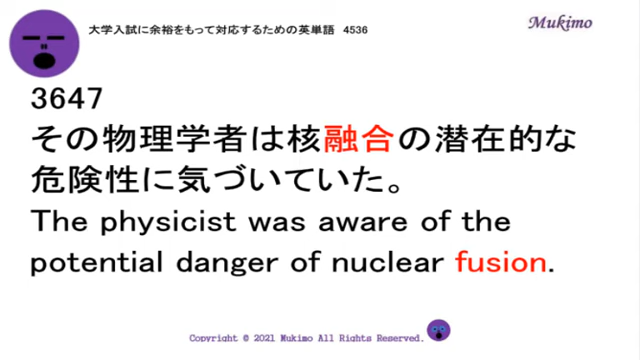 大学入試に余裕をもって対応するための英単語 4536
Mukimo
3647
その物理学者は核融合の潜在的な
危険性に気づいていた。
The physicist was aware of the
potential danger of nuclear fusion.
Copyright © 2021 Mukimo All Rights Reserved.